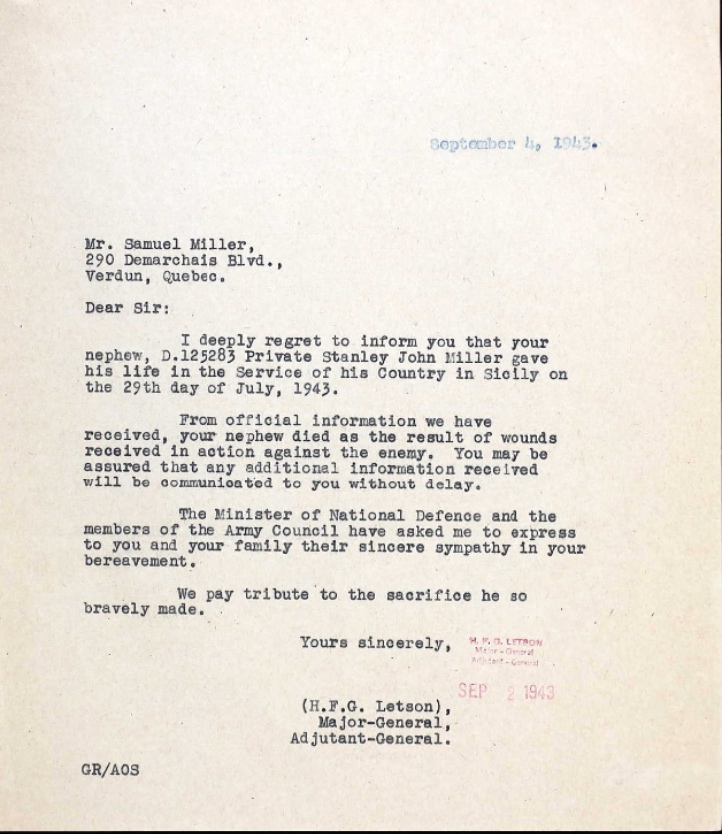 September 4, 1943.
Mr. Samuel Miller,
290 Demarchais Blvd.,
Verdun, Quebec.
Dear Sir:
I deeply regret to inform you that your
nephew, D.125283 Private Stanley John Miller gave
his life in the Service of his Country in Sicily on
the 29th day of July, 1943.
From official information we have
received, your nephew died as the result of wounds
received in action against the enemy. You may be
assured that any additional information received
will be communicated to you without delay.
The Minister of National Defence and the
members of the Army Council have asked me to express
to you and your family their sincere sympathy in your
bereavement.
We pay tribute to the sacrifice he so
bravely made.
Yours sincerely,
H. F. G. LETSON
Major-General
Adjutant-General
SEP 2 1943
(H.F.G. Letson),
Major-General,
Adjutant-General.
GR/AOS